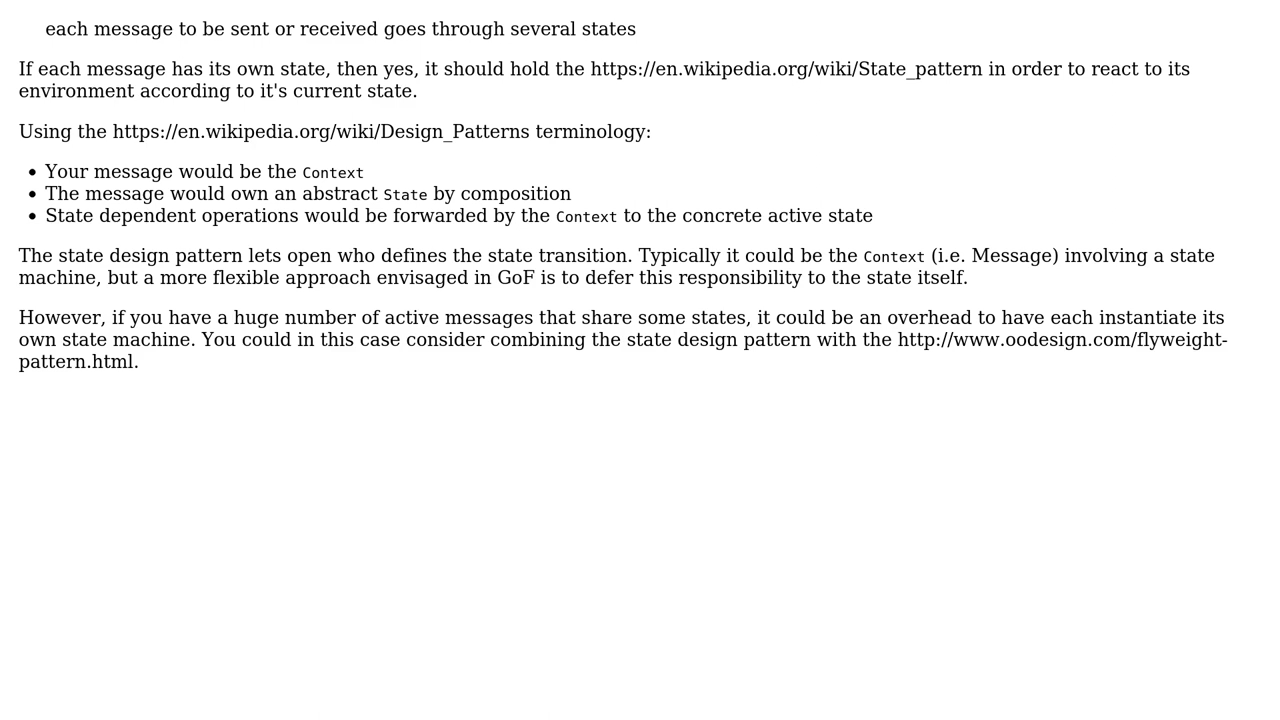 each message to be sent or received goes through several states
If each message has its own state, then yes, it should hold the https://en.wikipedia.org/wiki/State_pattern in order to react to its
environment according to it's current state.
Using the https://en.wikipedia.org/wiki/Design_Patterns terminology:
• Your message would be the Context
• The message would own an abstract State by composition
• State dependent operations would be forwarded by the Context to the concrete active state
The state design pattern lets open who defines the state transition. Typically it could be the Context (i.e. Message) involving a state
machine, but a more flexible approach envisaged in GoF is to defer this responsibility to the state itself.
However, if you have a huge number of active messages that share some states, it could be an overhead to have each instantiate its
own state machine. You could in this case consider combining the state design pattern with the http://www.oodesign.com/flyweight-
pattern.html.